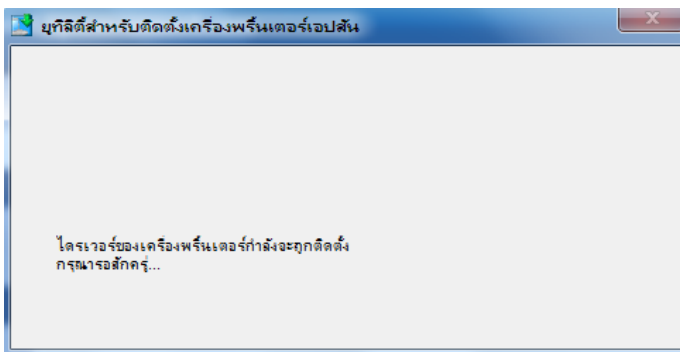 ยูทิลิตี้สำหรับติดตั้งเครื่องพริ้นเตอร์เอปสัน
ไดรเวอร์ของเครื่องพริ้นเตอร์กำลังจะถูกติดตั้ง
กรุณารอสักครู่...